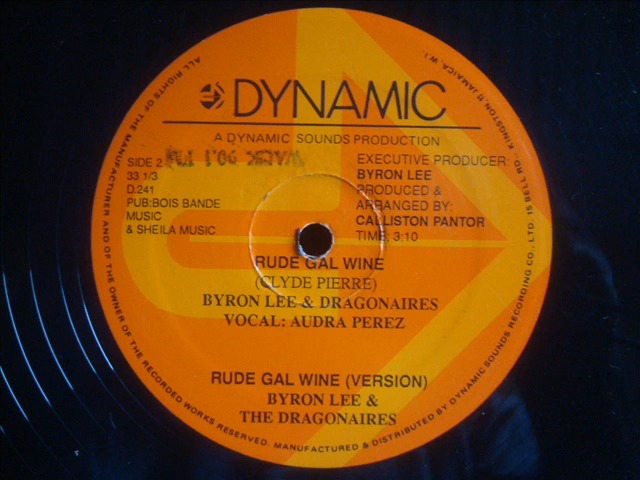 DYNAMIC
A DYNAMIC SOUNDS PRODUCTION
SIDE 2
33 1/3
D.241
PUB:BOIS BANDE
MUSIC
& SHEILA MUSIC
90.1 FM
EXECUTIVE PRODUCER:
BYRON LEE
PRODUCED &
ARRANGED BY:
CALLISTON PANTOR
TIME: 3:10
RUDE GAL WINE
(CLYDE PIERRE)
BYRON LEE & DRAGONAIRES
VOCAL: AUDRA PEREZ
RUDE GAL WINE (VERSION)
BYRON LEE &
THE DRAGONAIRES
ALL RIGHTS OF THE MANUFACTURER AND OF THE OWNER OF THE RECORDED WORKS RESERVED. MANUFACTURED & DISTRIBUTED BY DYNAMIC SOUNDS RECORDING CO., LTD. 15 BELL RD. KINGSTON, 11 JAMAICA, W.I.